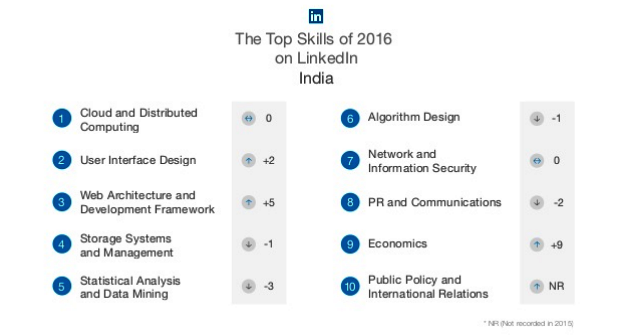 in
The Top Skills of 2016
on LinkedIn
India
1 Cloud and Distributed
Computing
0
2 User Interface Design +2
3 Web Architecture and
Development Framework
+5
4 Storage Systems
and Management
-1
5 Statistical Analysis
and Data Mining
-3
6 Algorithm Design -1
7 Network and
Information Security
0
8 PR and Communications -2
9 Economics +9
10 Public Policy and
International Relations
NR
* NR (Not recorded in 2015)